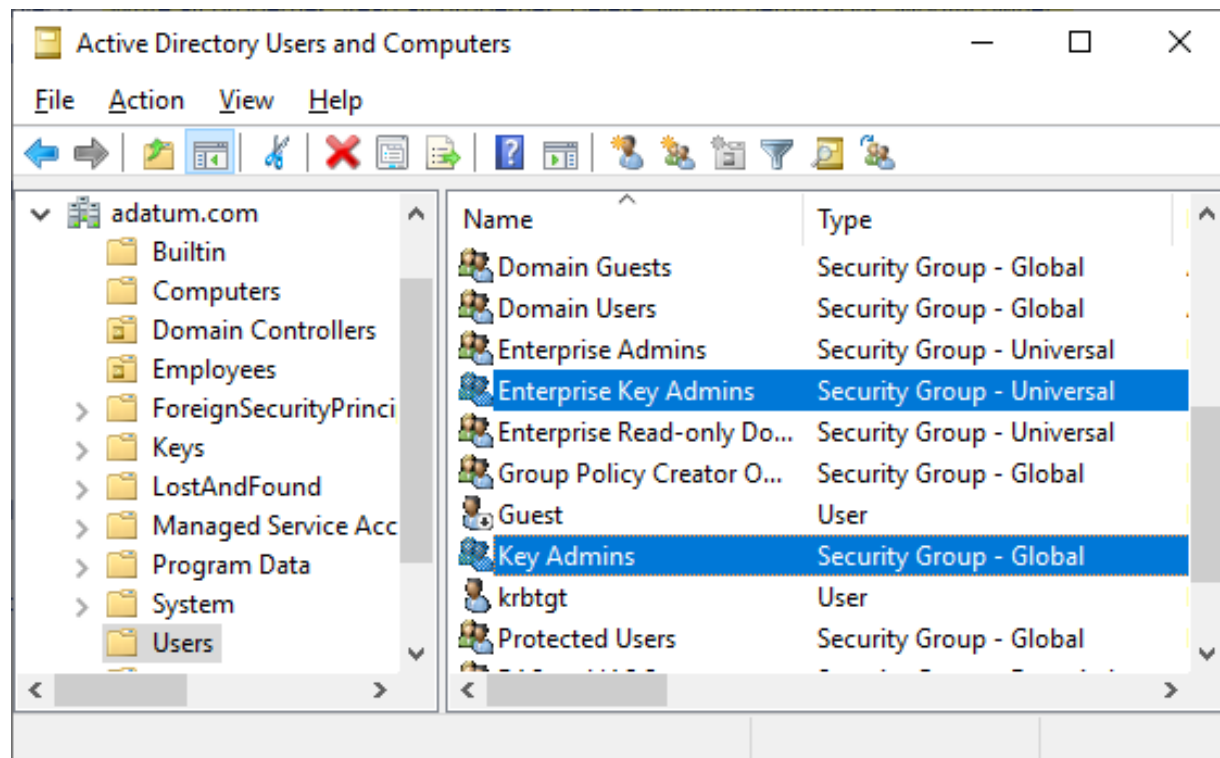 Active Directory Users and Computers
File Action View Help
adatum.com
Builtin
Computers
Domain Controllers
Employees
ForeignSecurityPrinci
Keys
LostAndFound
Managed Service Acc
Program Data
System
Users
Name Type
Domain Guests Security Group - Global
Domain Users Security Group - Global
Enterprise Admins Security Group - Universal
Enterprise Key Admins Security Group - Universal
Enterprise Read-only Do... Security Group - Universal
Group Policy Creator O... Security Group - Global
Guest User
Key Admins Security Group - Global
krbtgt User
Protected Users Security Group - Global